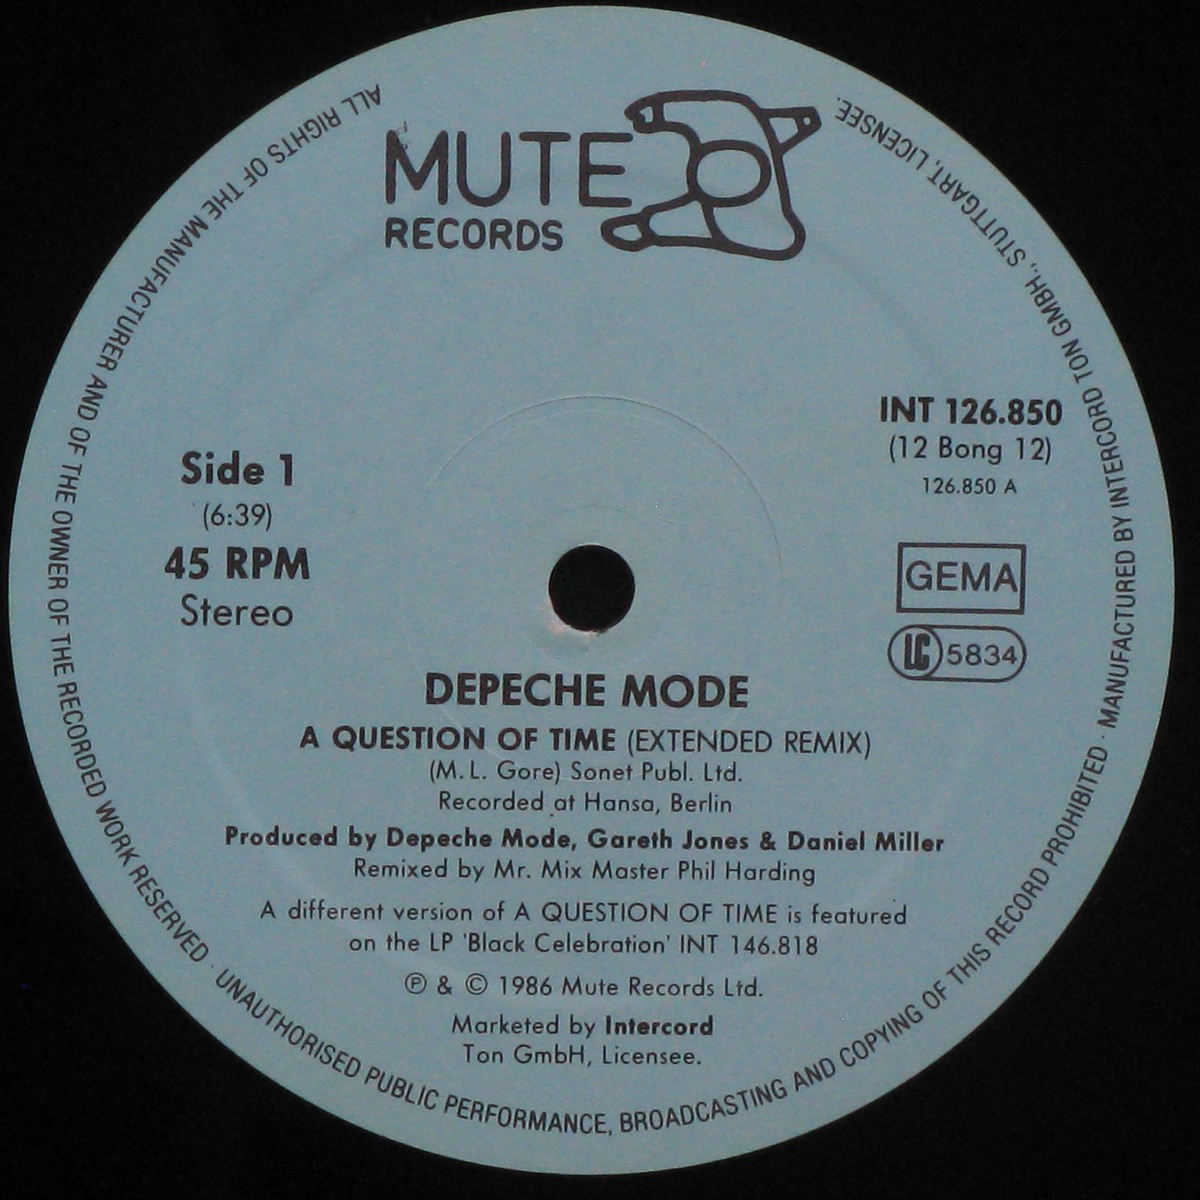 MUTE
RECORDS
INT 126.850
(12 Bong 12)
126.850 A
GEMA
LC 5834
Side 1
(6:39)
45 RPM
Stereo
DEPECHE MODE
A QUESTION OF TIME (EXTENDED REMIX)
(M. L. Gore) Sonet Publ. Ltd.
Recorded at Hansa, Berlin
Produced by Depeche Mode, Gareth Jones & Daniel Miller
Remixed by Mr. Mix Master Phil Harding
A different version of A QUESTION OF TIME is featured
on the LP 'Black Celebration' INT 146.818
℗ & © 1986 Mute Records Ltd.
Marketed by Intercord
Ton GmbH, Licensee.
ALL RIGHTS OF THE MANUFACTURER AND OF THE OWNER OF THE RECORDED WORK RESERVED · UNAUTHORISED PUBLIC PERFORMANCE, BROADCASTING AND COPYING OF THIS RECORD PROHIBITED · MANUFACTURED BY INTERCORD TON GMBH., STUTTGART, LICENSEE.